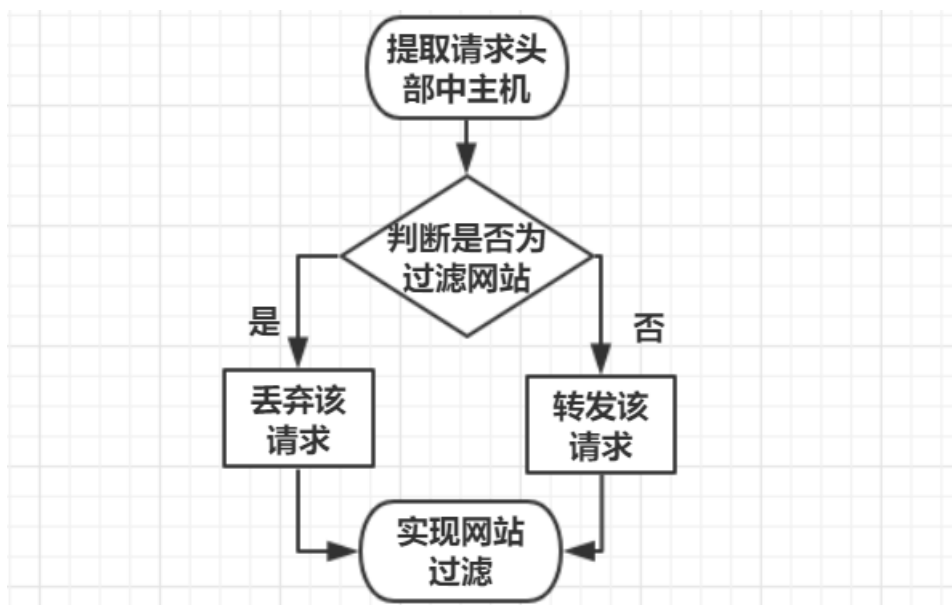 提取请求头
部中主机
判断是否为
过滤网站
是
否
丢弃该
请求
转发该
请求
实现网站
过滤